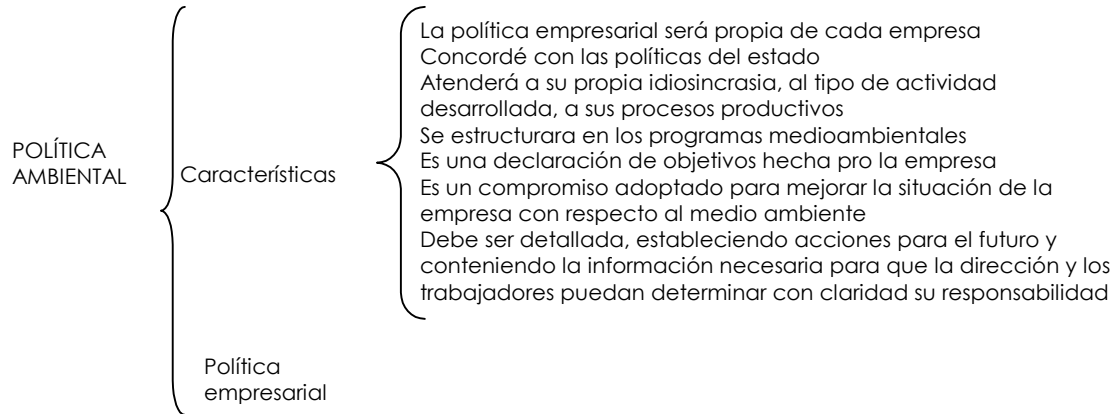 POLÍTICA
AMBIENTAL
Características
La política empresarial será propia de cada empresa
Concordé con las políticas del estado
Atenderá a su propia idiosincrasia, al tipo de actividad
desarrollada, a sus procesos productivos
Se estructurara en los programas medioambientales
Es una declaración de objetivos hecha pro la empresa
Es un compromiso adoptado para mejorar la situación de la
empresa con respecto al medio ambiente
Debe ser detallada, estableciendo acciones para el futuro y
conteniendo la información necesaria para que la dirección y los
trabajadores puedan determinar con claridad su responsabilidad
Política
empresarial